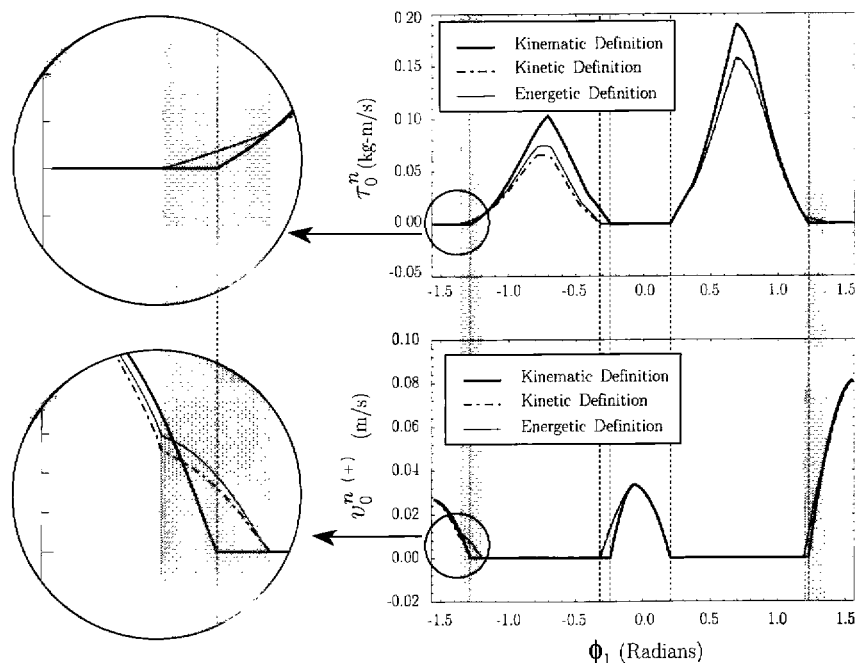 0.20
0.15
0.10
0.05
0.00
-0.05
τ₀ⁿ (kg-m/s)
Kinematic Definition
Kinetic Definition
Energetic Definition
-1.5 -1.0 -0.5 0.0 0.5 1.0 1.5
0.10
0.08
0.06
0.04
0.02
0.00
-0.02
v₀ⁿ ⁽⁺⁾ (m/s)
Kinematic Definition
Kinetic Definition
Energetic Definition
-1.5 -1.0 -0.5 0.0 0.5 1.0 1.5
ϕ₁ (Radians)